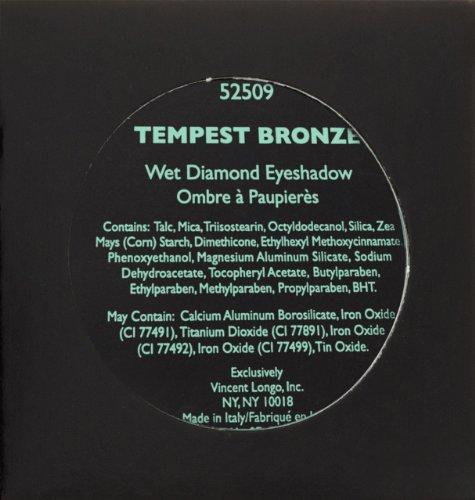 52509
TEMPEST BRONZE
Wet Diamond Eyeshadow
Ombre à Paupierès
Contains: Talc, Mica, Triisostearin, Octyldodecanol, Silica, Zea
Mays (Corn) Starch, Dimethicone, Ethylhexyl Methoxycinnamate,
Phenoxyethanol, Magnesium Aluminum Silicate, Sodium
Dehydroacetate, Tocopheryl Acetate, Butylparaben,
Ethylparaben, Methylparaben, Propylparaben, BHT.
May Contain: Calcium Aluminum Borosilicate, Iron Oxide
(CI 77491), Titanium Dioxide (CI 77891), Iron Oxide
(CI 77492), Iron Oxide (CI 77499), Tin Oxide.
Exclusively
Vincent Longo, Inc.
NY, NY 10018
Made in Italy/Fabriqué en